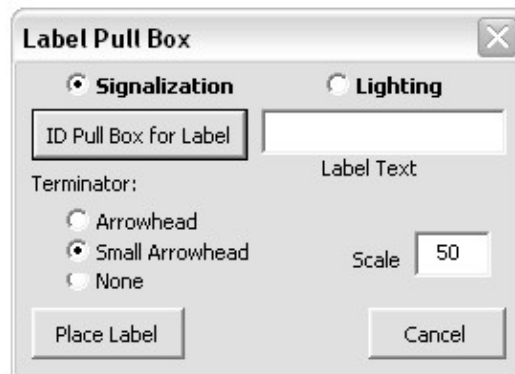 Label Pull Box
Signalization Lighting
ID Pull Box for Label
Label Text
Terminator:
Arrowhead
Small Arrowhead
Scale 50
None
Place Label Cancel